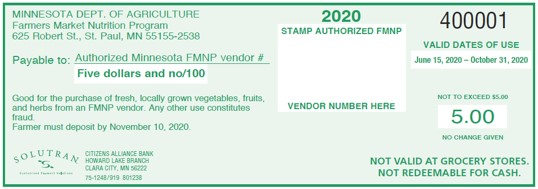 MINNESOTA DEPT. OF AGRICULTURE
Farmers Market Nutrition Program
625 Robert St., St. Paul, MN 55155-2538
Payable to: Authorized Minnesota FMNP vendor #
Five dollars and no/100
Good for the purchase of fresh, locally grown vegetables, fruits,
and herbs from an FMNP vendor. Any other use constitutes
fraud.
Farmer must deposit by November 10, 2020.
SOLUTRAN
CITIZENS ALLIANCE BANK
HOWARD LAKE BRANCH
CLARA CITY, MN 56222
75-1248/919 801238
2020
STAMP AUTHORIZED FMNP
VENDOR NUMBER HERE
400001
VALID DATES OF USE
June 15, 2020 – October 31, 2020
NOT TO EXCEED $5.00
5.00
NO CHANGE GIVEN
NOT VALID AT GROCERY STORES.
NOT REDEEMABLE FOR CASH.